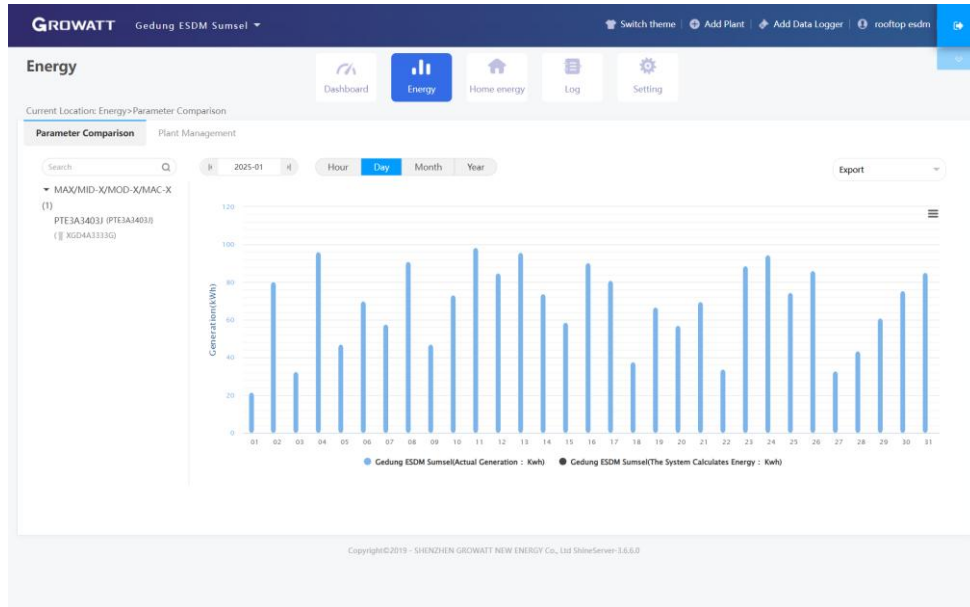 GROWATT Gedung ESDM Sumsel Switch theme Add Plant Add Data Logger rooftop esdm
Energy
Dashboard Energy Home energy Log Setting
Current Location: Energy>Parameter Comparison
Parameter Comparison Plant Management
Search 2025-01 Hour Day Month Year Export
MAX/MID-X/MOD-X/MAC-X
(1)
PTE3A3403J (PTE3A3403J)
( XGD4A3333G)
Generation(kWh)
120
100
80
60
40
20
0
01 02 03 04 05 06 07 08 09 10 11 12 13 14 15 16 17 18 19 20 21 22 23 24 25 26 27 28 29 30 31
Gedung ESDM Sumsel(Actual Generation : Kwh) Gedung ESDM Sumsel(The System Calculates Energy : Kwh)
Copyright©2019 - SHENZHEN GROWATT NEW ENERGY Co., Ltd ShineServer-3.6.6.0